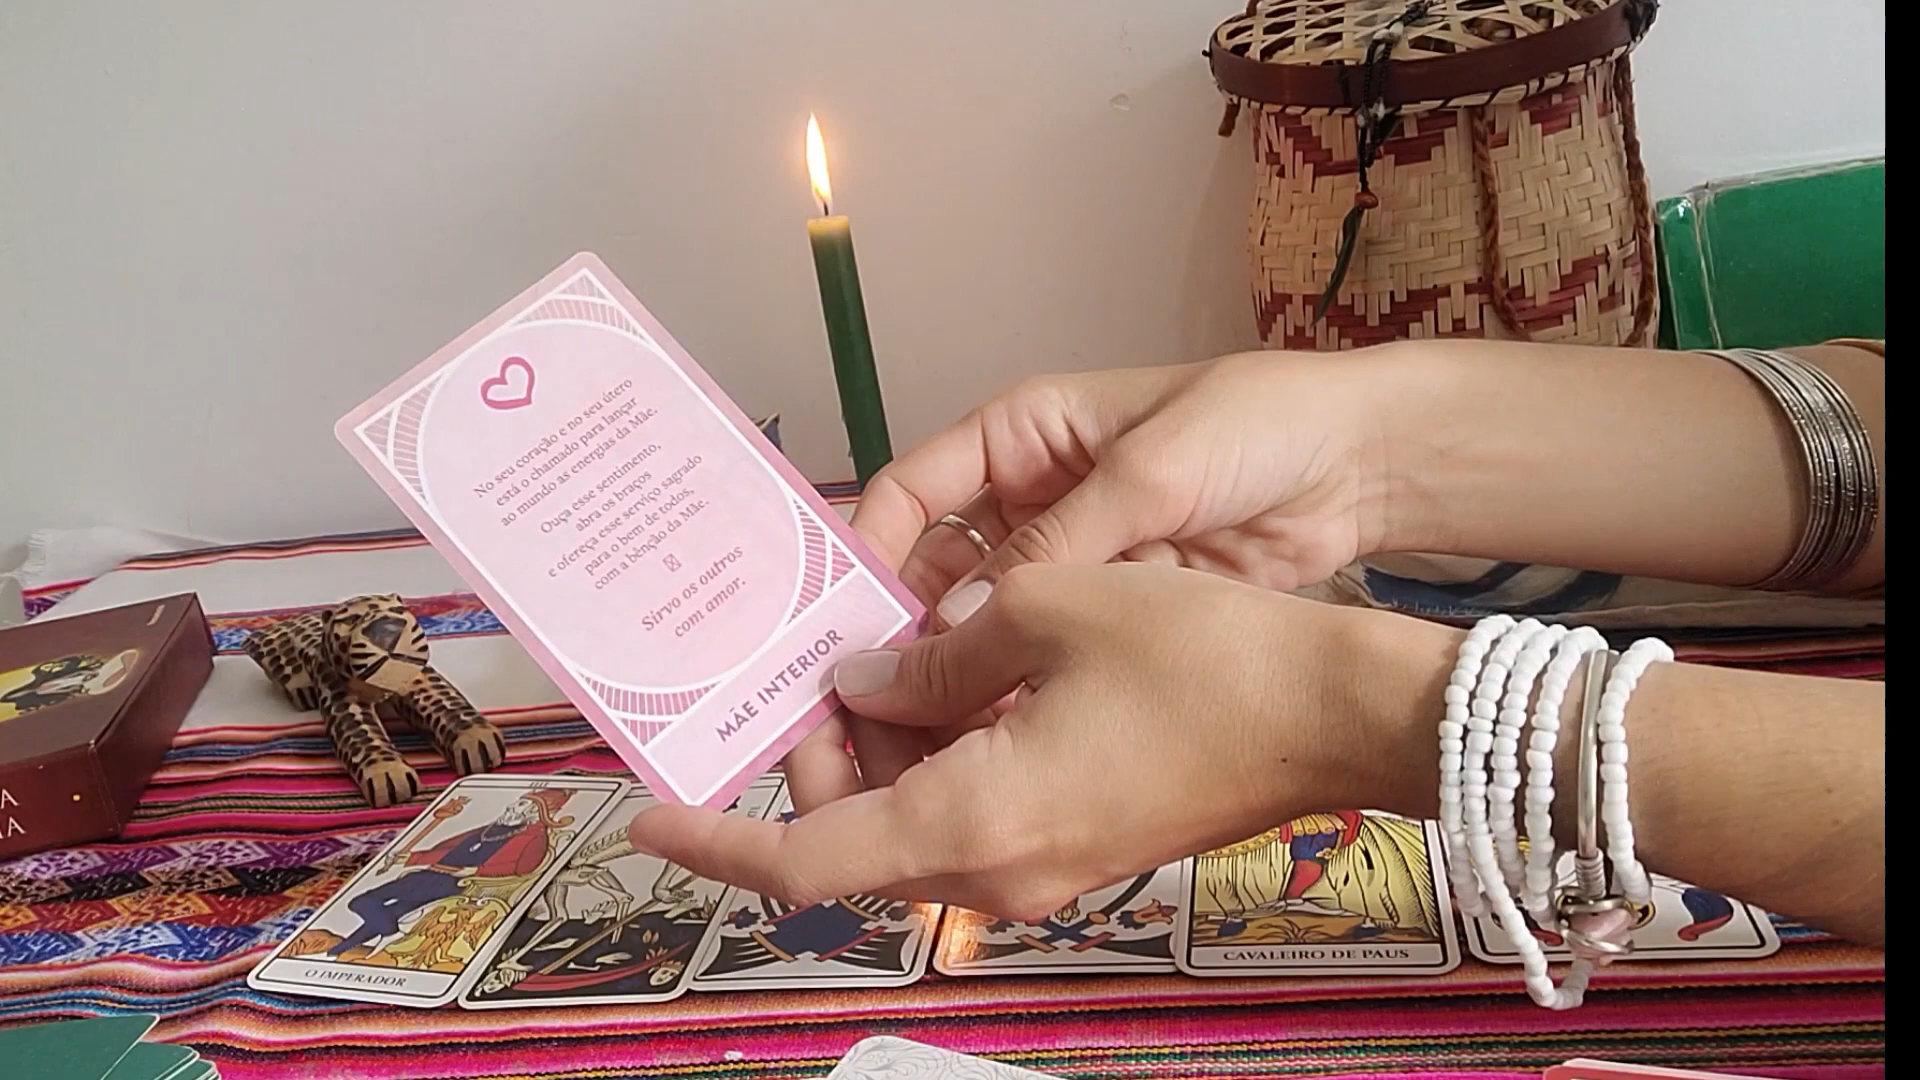 No seu coração e no seu útero
está o chamado para lançar
ao mundo as energias da Mãe.
Ouça esse sentimento,
abra os braços
e ofereça esse serviço sagrado
para o bem de todos,
com a bênção da Mãe.
Sirvo os outros
com amor.
MÃE INTERIOR
O IMPERADOR
CAVALEIRO DE PAUS